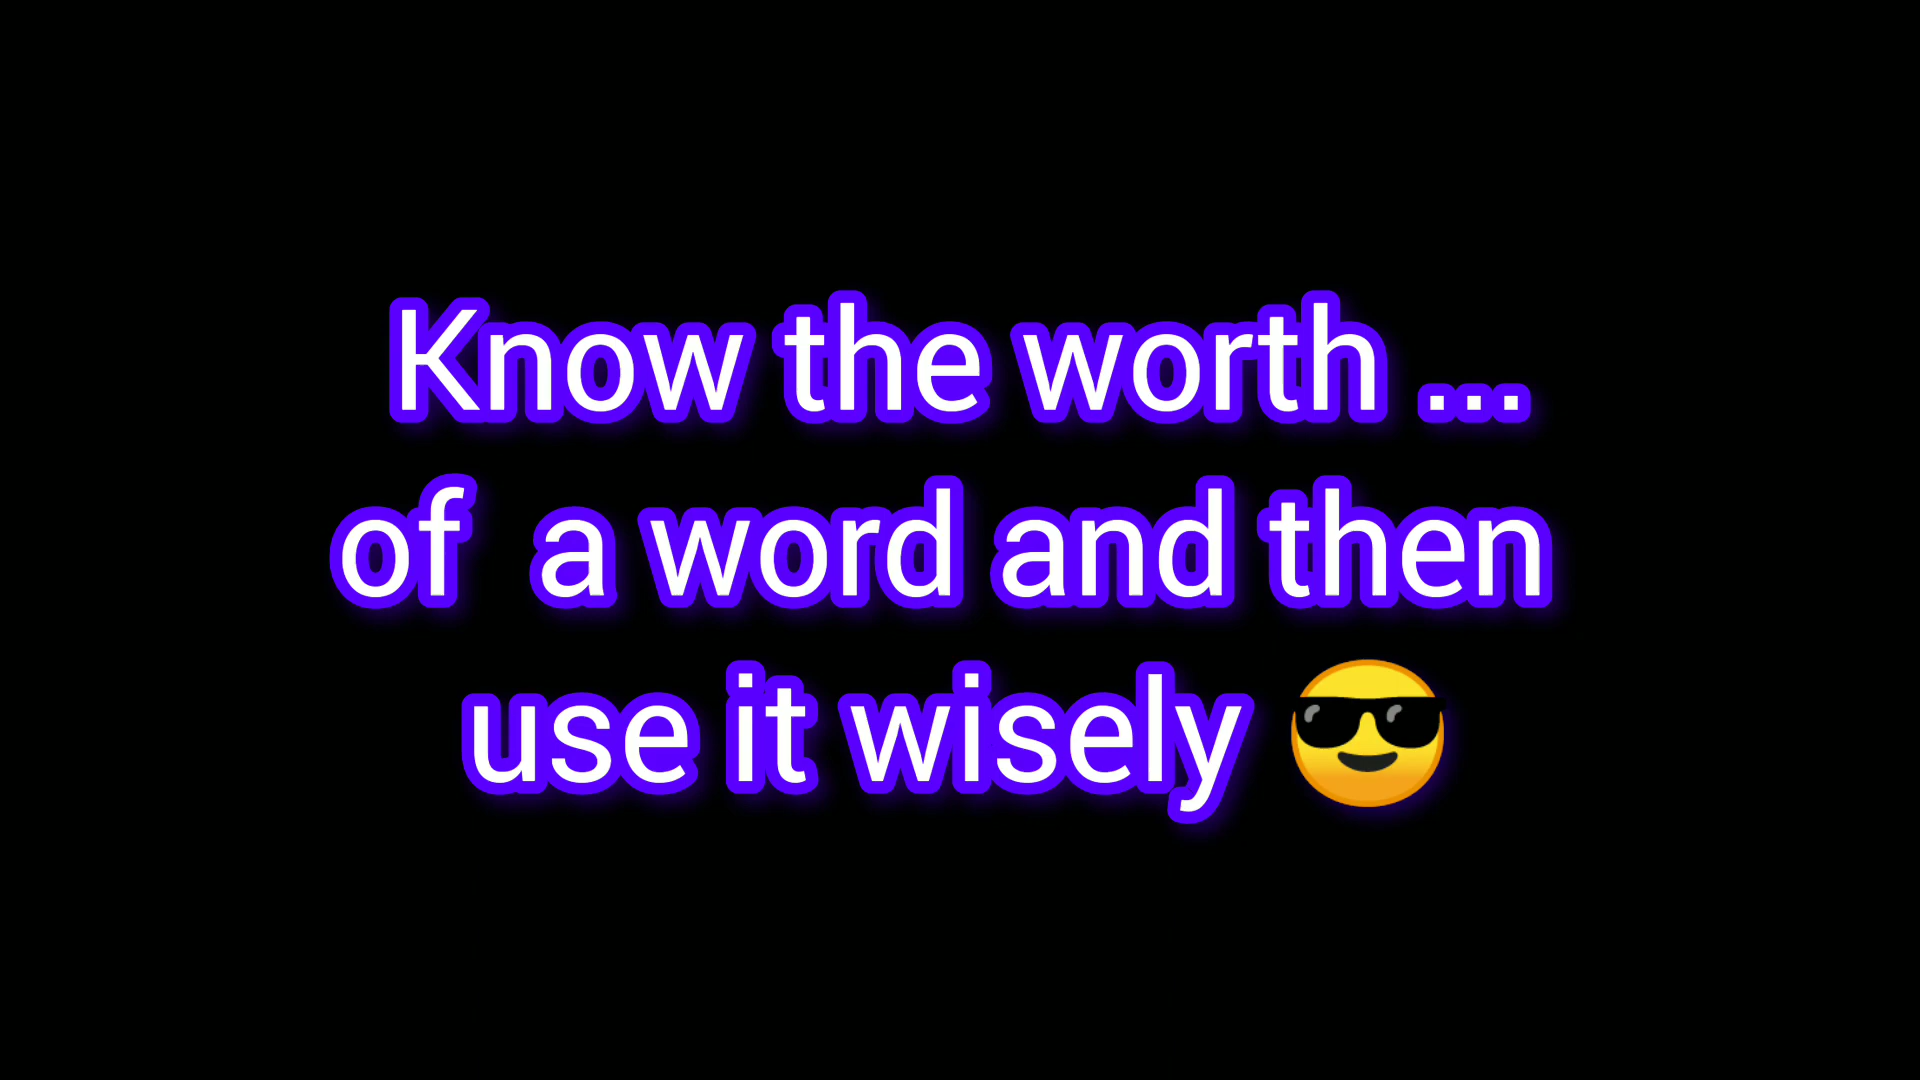 Know the worth ...
of  a word and then
use it wisely 😎